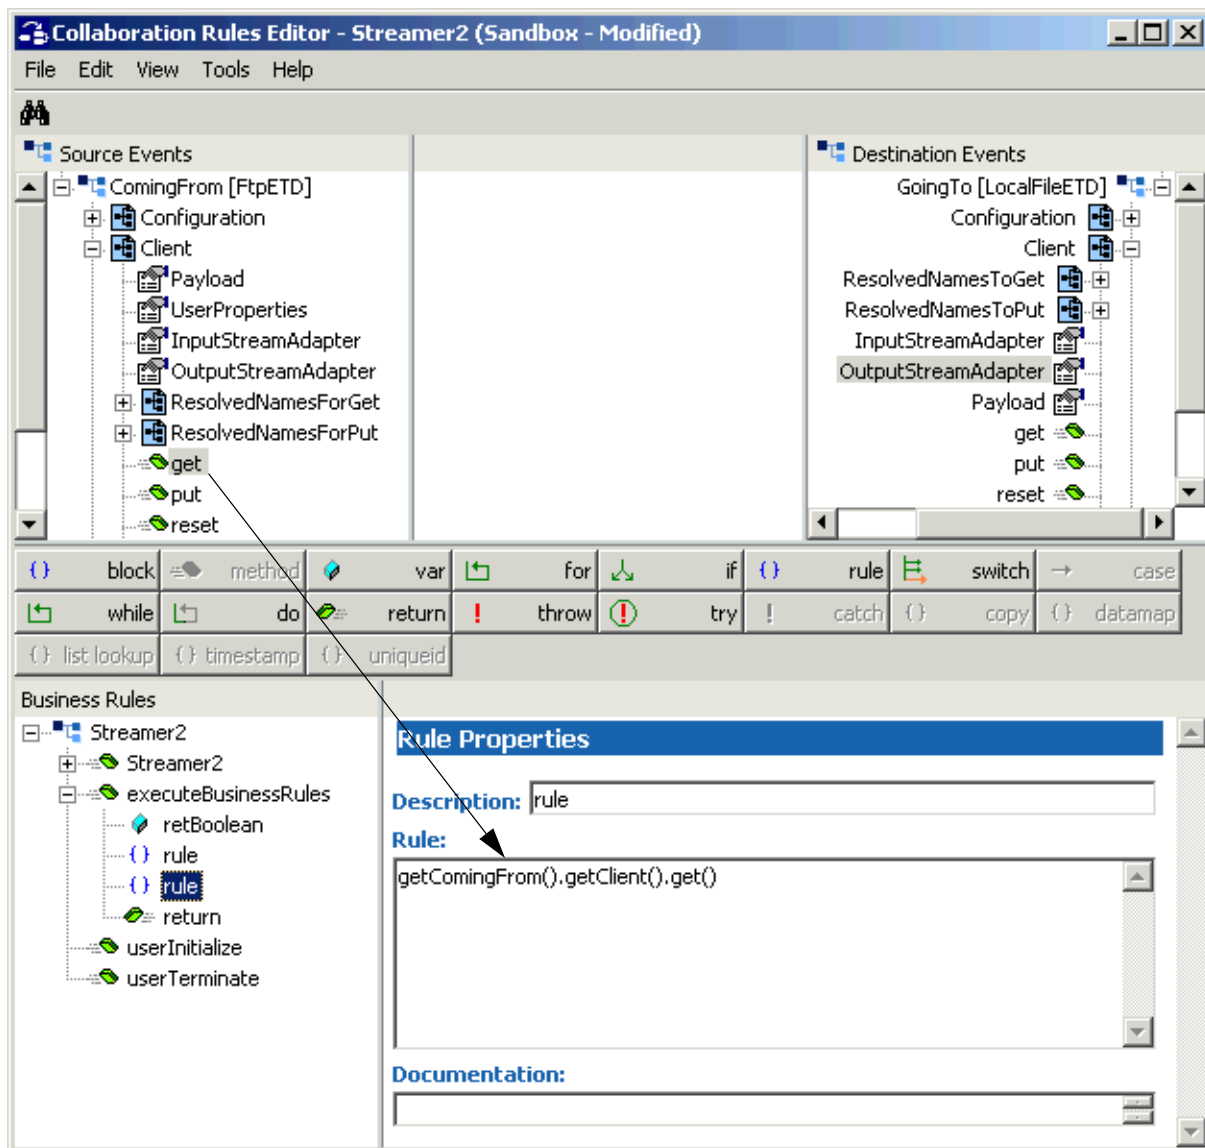 Collaboration Rules Editor - Streamer2 (Sandbox - Modified)
File Edit View Tools Help
Source Events
ComingFrom [FtpETD]
Configuration
Client
Payload
UserProperties
InputStreamAdapter
OutputStreamAdapter
ResolvedNamesForGet
ResolvedNamesForPut
get
put
reset
Destination Events
GoingTo [LocalFileETD]
Configuration
Client
ResolvedNamesToGet
ResolvedNamesToPut
InputStreamAdapter
OutputStreamAdapter
Payload
get
put
reset
{} block method var for if {} rule switch case
while do return ! throw ! try ! catch {} copy {} datamap
{} list lookup {} timestamp {} uniqueid
Business Rules
Streamer2
Streamer2
executeBusinessRules
retBoolean
{} rule
{} rule
return
userInitialize
userTerminate
Rule Properties
Description: rule
Rule:
getComingFrom().getClient().get()
Documentation: